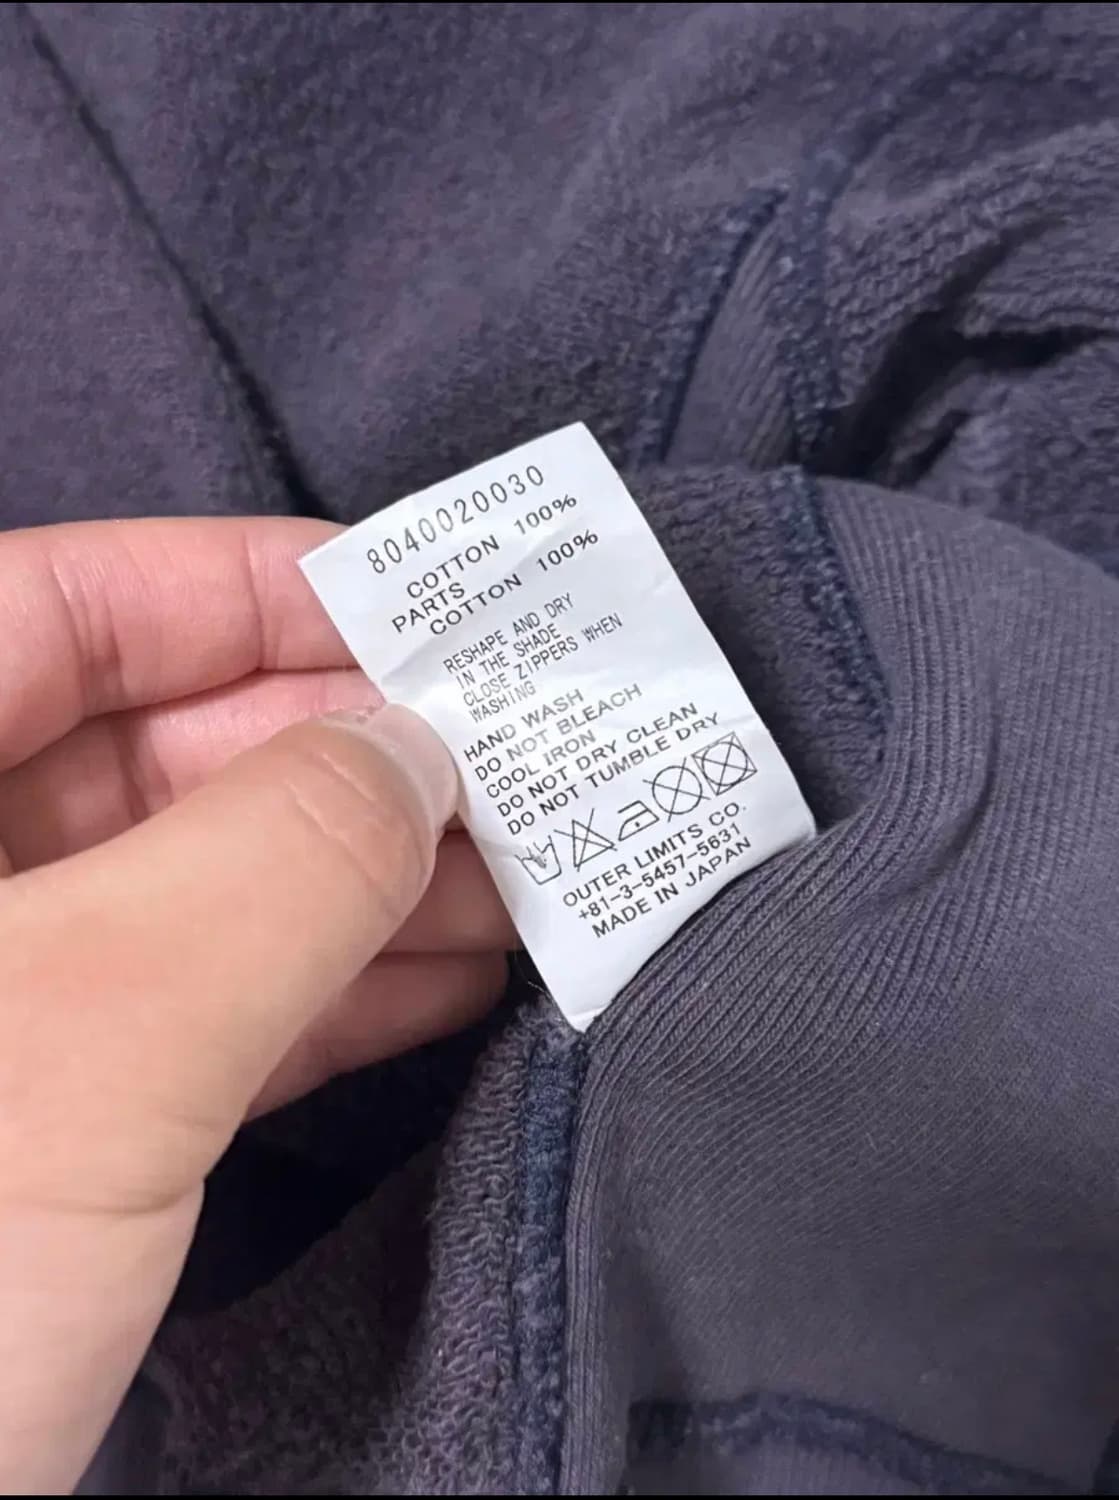 8040020030
COTTON 100%
PARTS
COTTON 100%
RESHAPE AND DRY
IN THE SHADE
CLOSE ZIPPERS WHEN
WASHING
HAND WASH
DO NOT BLEACH
COOL IRON
DO NOT DRY CLEAN
DO NOT TUMBLE DRY
OUTER LIMITS CO.
+81-3-5457-5631
MADE IN JAPAN